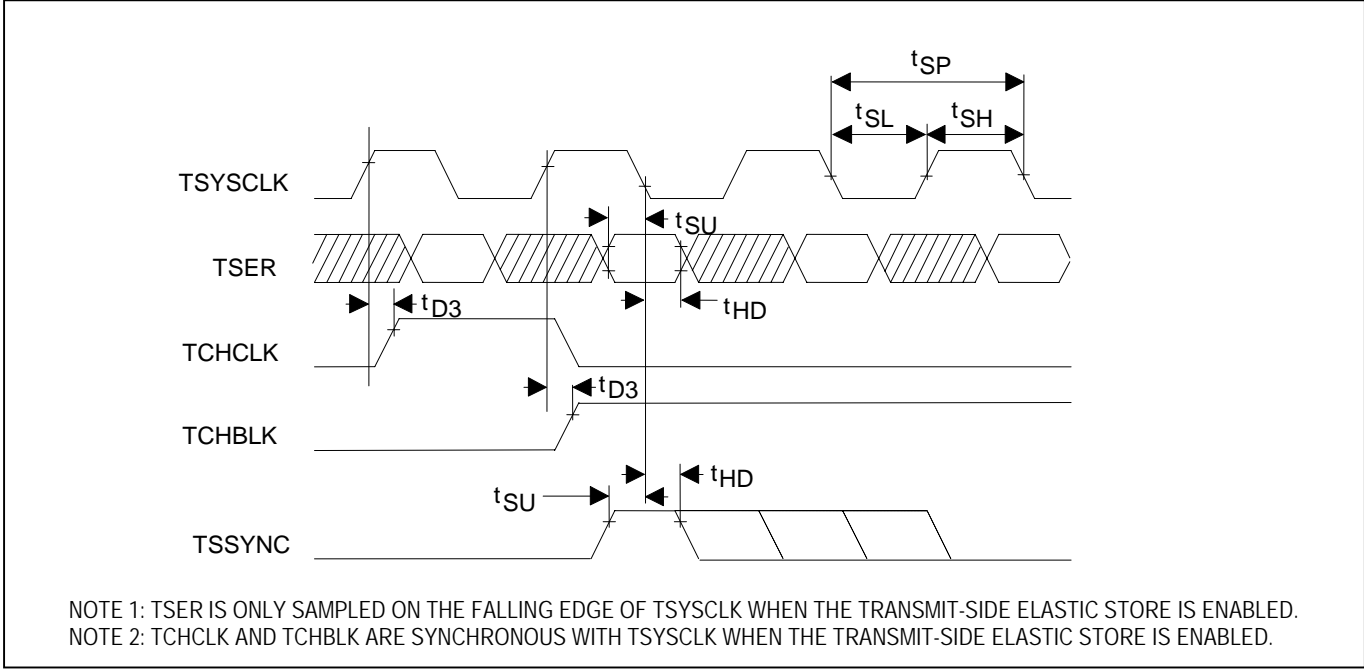 tSP
tSL tSH
TSYSCLK
tSU
TSER
tD3 tHD
TCHCLK
tD3
TCHBLK
tHD
tSU
TSSYNC
NOTE 1: TSER IS ONLY SAMPLED ON THE FALLING EDGE OF TSYSCLK WHEN THE TRANSMIT-SIDE ELASTIC STORE IS ENABLED.
NOTE 2: TCHCLK AND TCHBLK ARE SYNCHRONOUS WITH TSYSCLK WHEN THE TRANSMIT-SIDE ELASTIC STORE IS ENABLED.